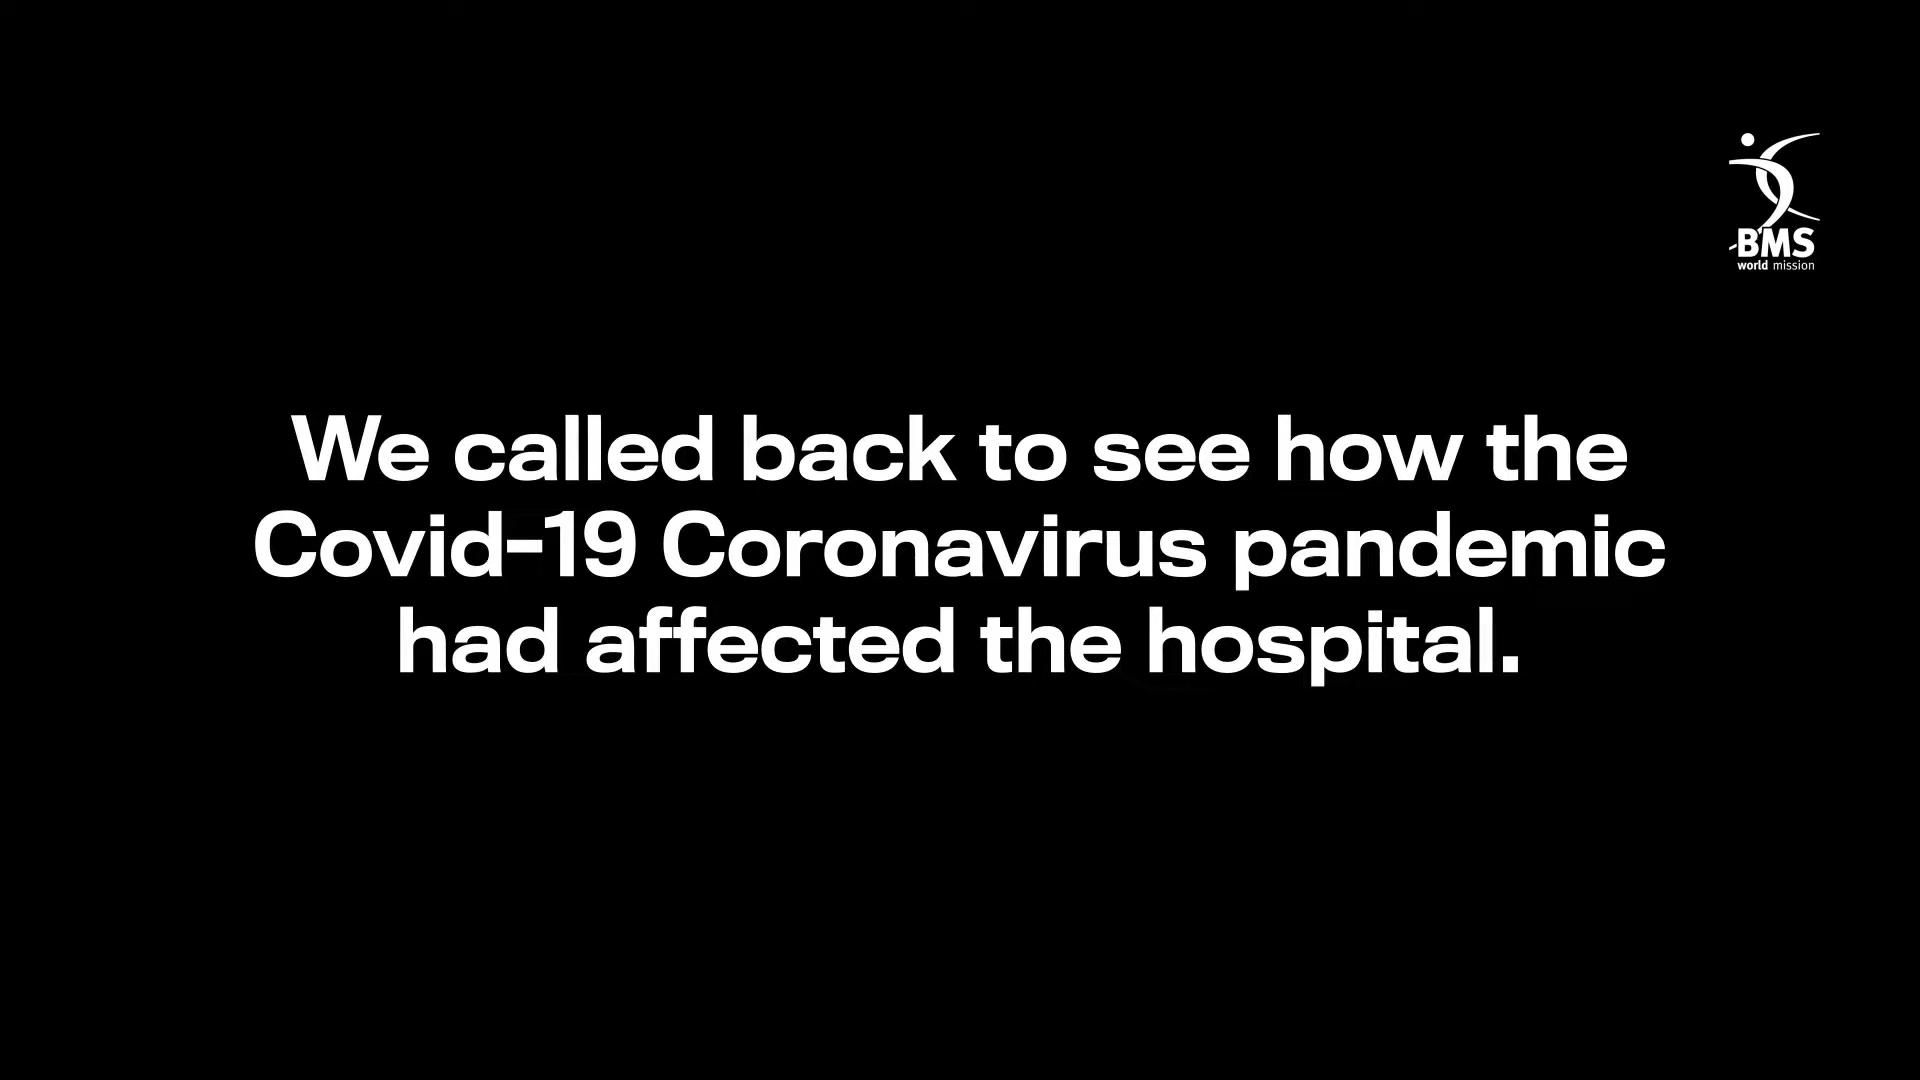 BMS
world mission
We called back to see how the
Covid-19 Coronavirus pandemic
had affected the hospital.